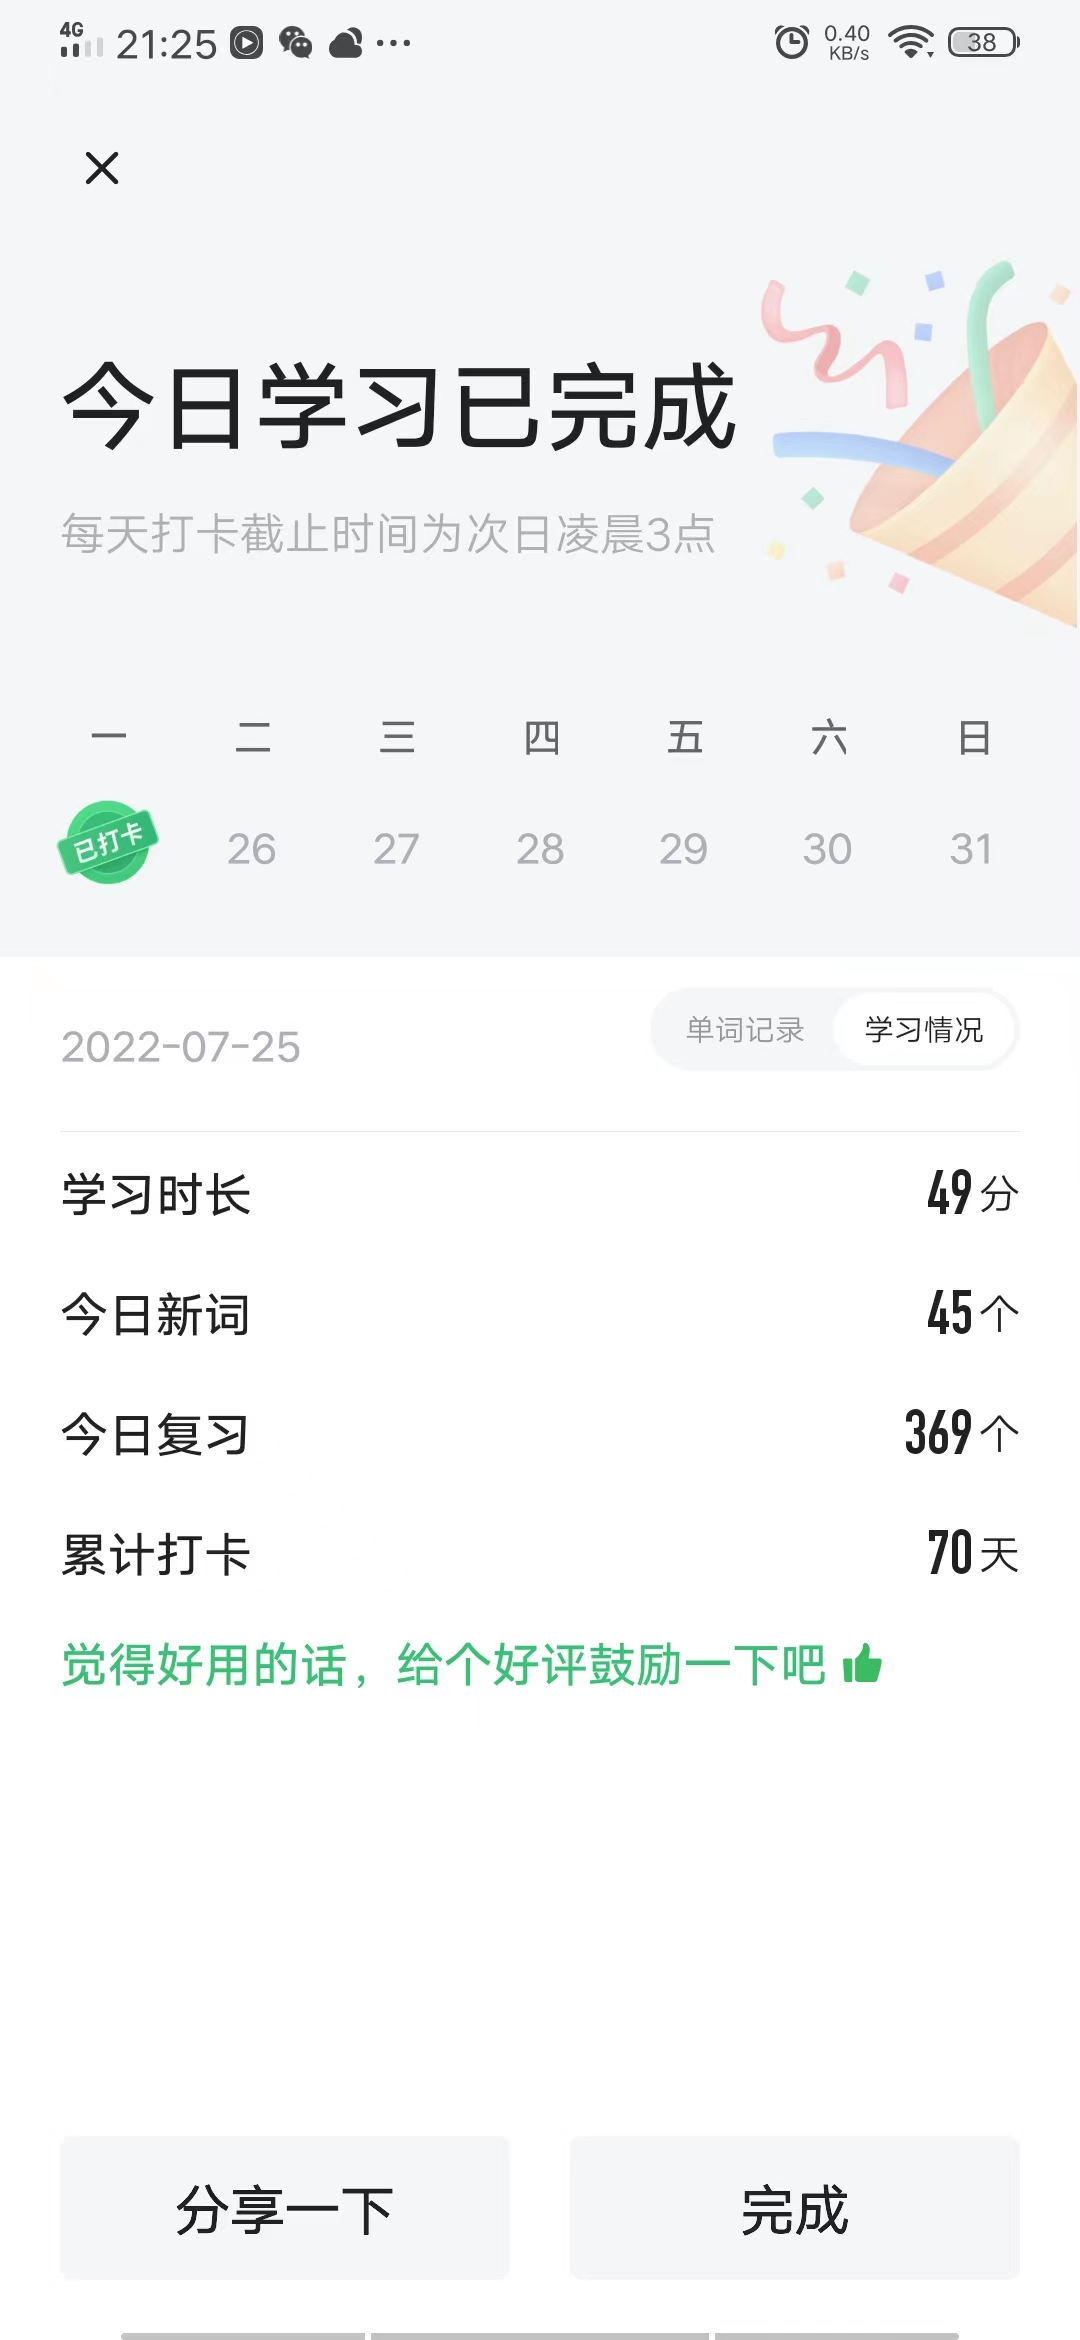 4G 21:25 0.40 KB/s 38
今日学习已完成
每天打卡截止时间为次日凌晨3点
一 二 三 四 五 六 日
已打卡 26 27 28 29 30 31
2022-07-25 单词记录 学习情况
学习时长 49分
今日新词 45个
今日复习 369个
累计打卡 70天
觉得好用的话，给个好评鼓励一下吧
分享一下 完成